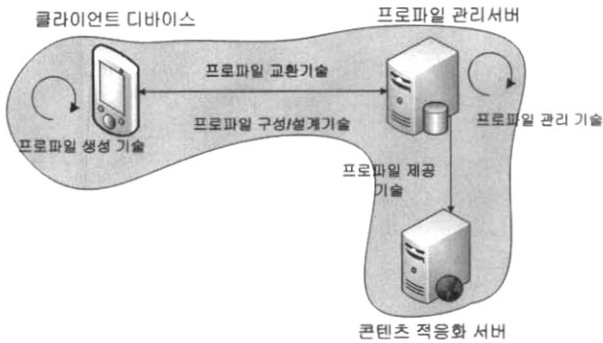 클라이언트 디바이스
프로파일 관리서버
프로파일 교환기술
프로파일 구성/설계기술
프로파일 생성 기술
프로파일 관리 기술
프로파일 제공
기술
콘텐츠 적응화 서버